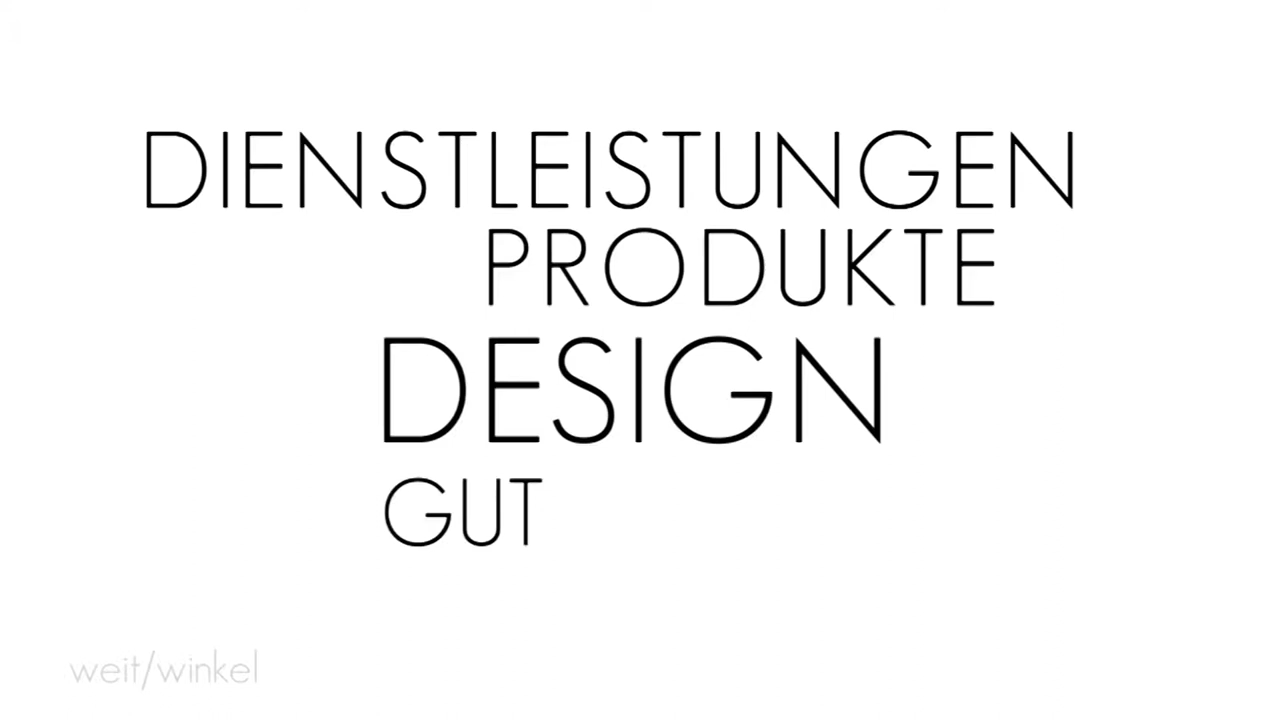 DIENSTLEISTUNGEN
PRODUKTE
DESIGN
GUT
weit/winkel